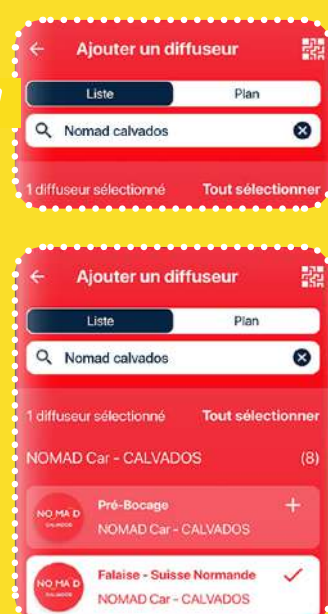 Ajouter un diffuseur
Liste Plan
Nomad calvados
1 diffuseur sélectionné Tout sélectionner
Ajouter un diffuseur
Liste Plan
Nomad calvados
1 diffuseur sélectionné Tout sélectionner
NOMAD Car - CALVADOS (8)
NOMAD CALVADOS
Pré-Bocage
NOMAD Car - CALVADOS
NOMAD CALVADOS
Falaise - Suisse Normande
NOMAD Car - CALVADOS